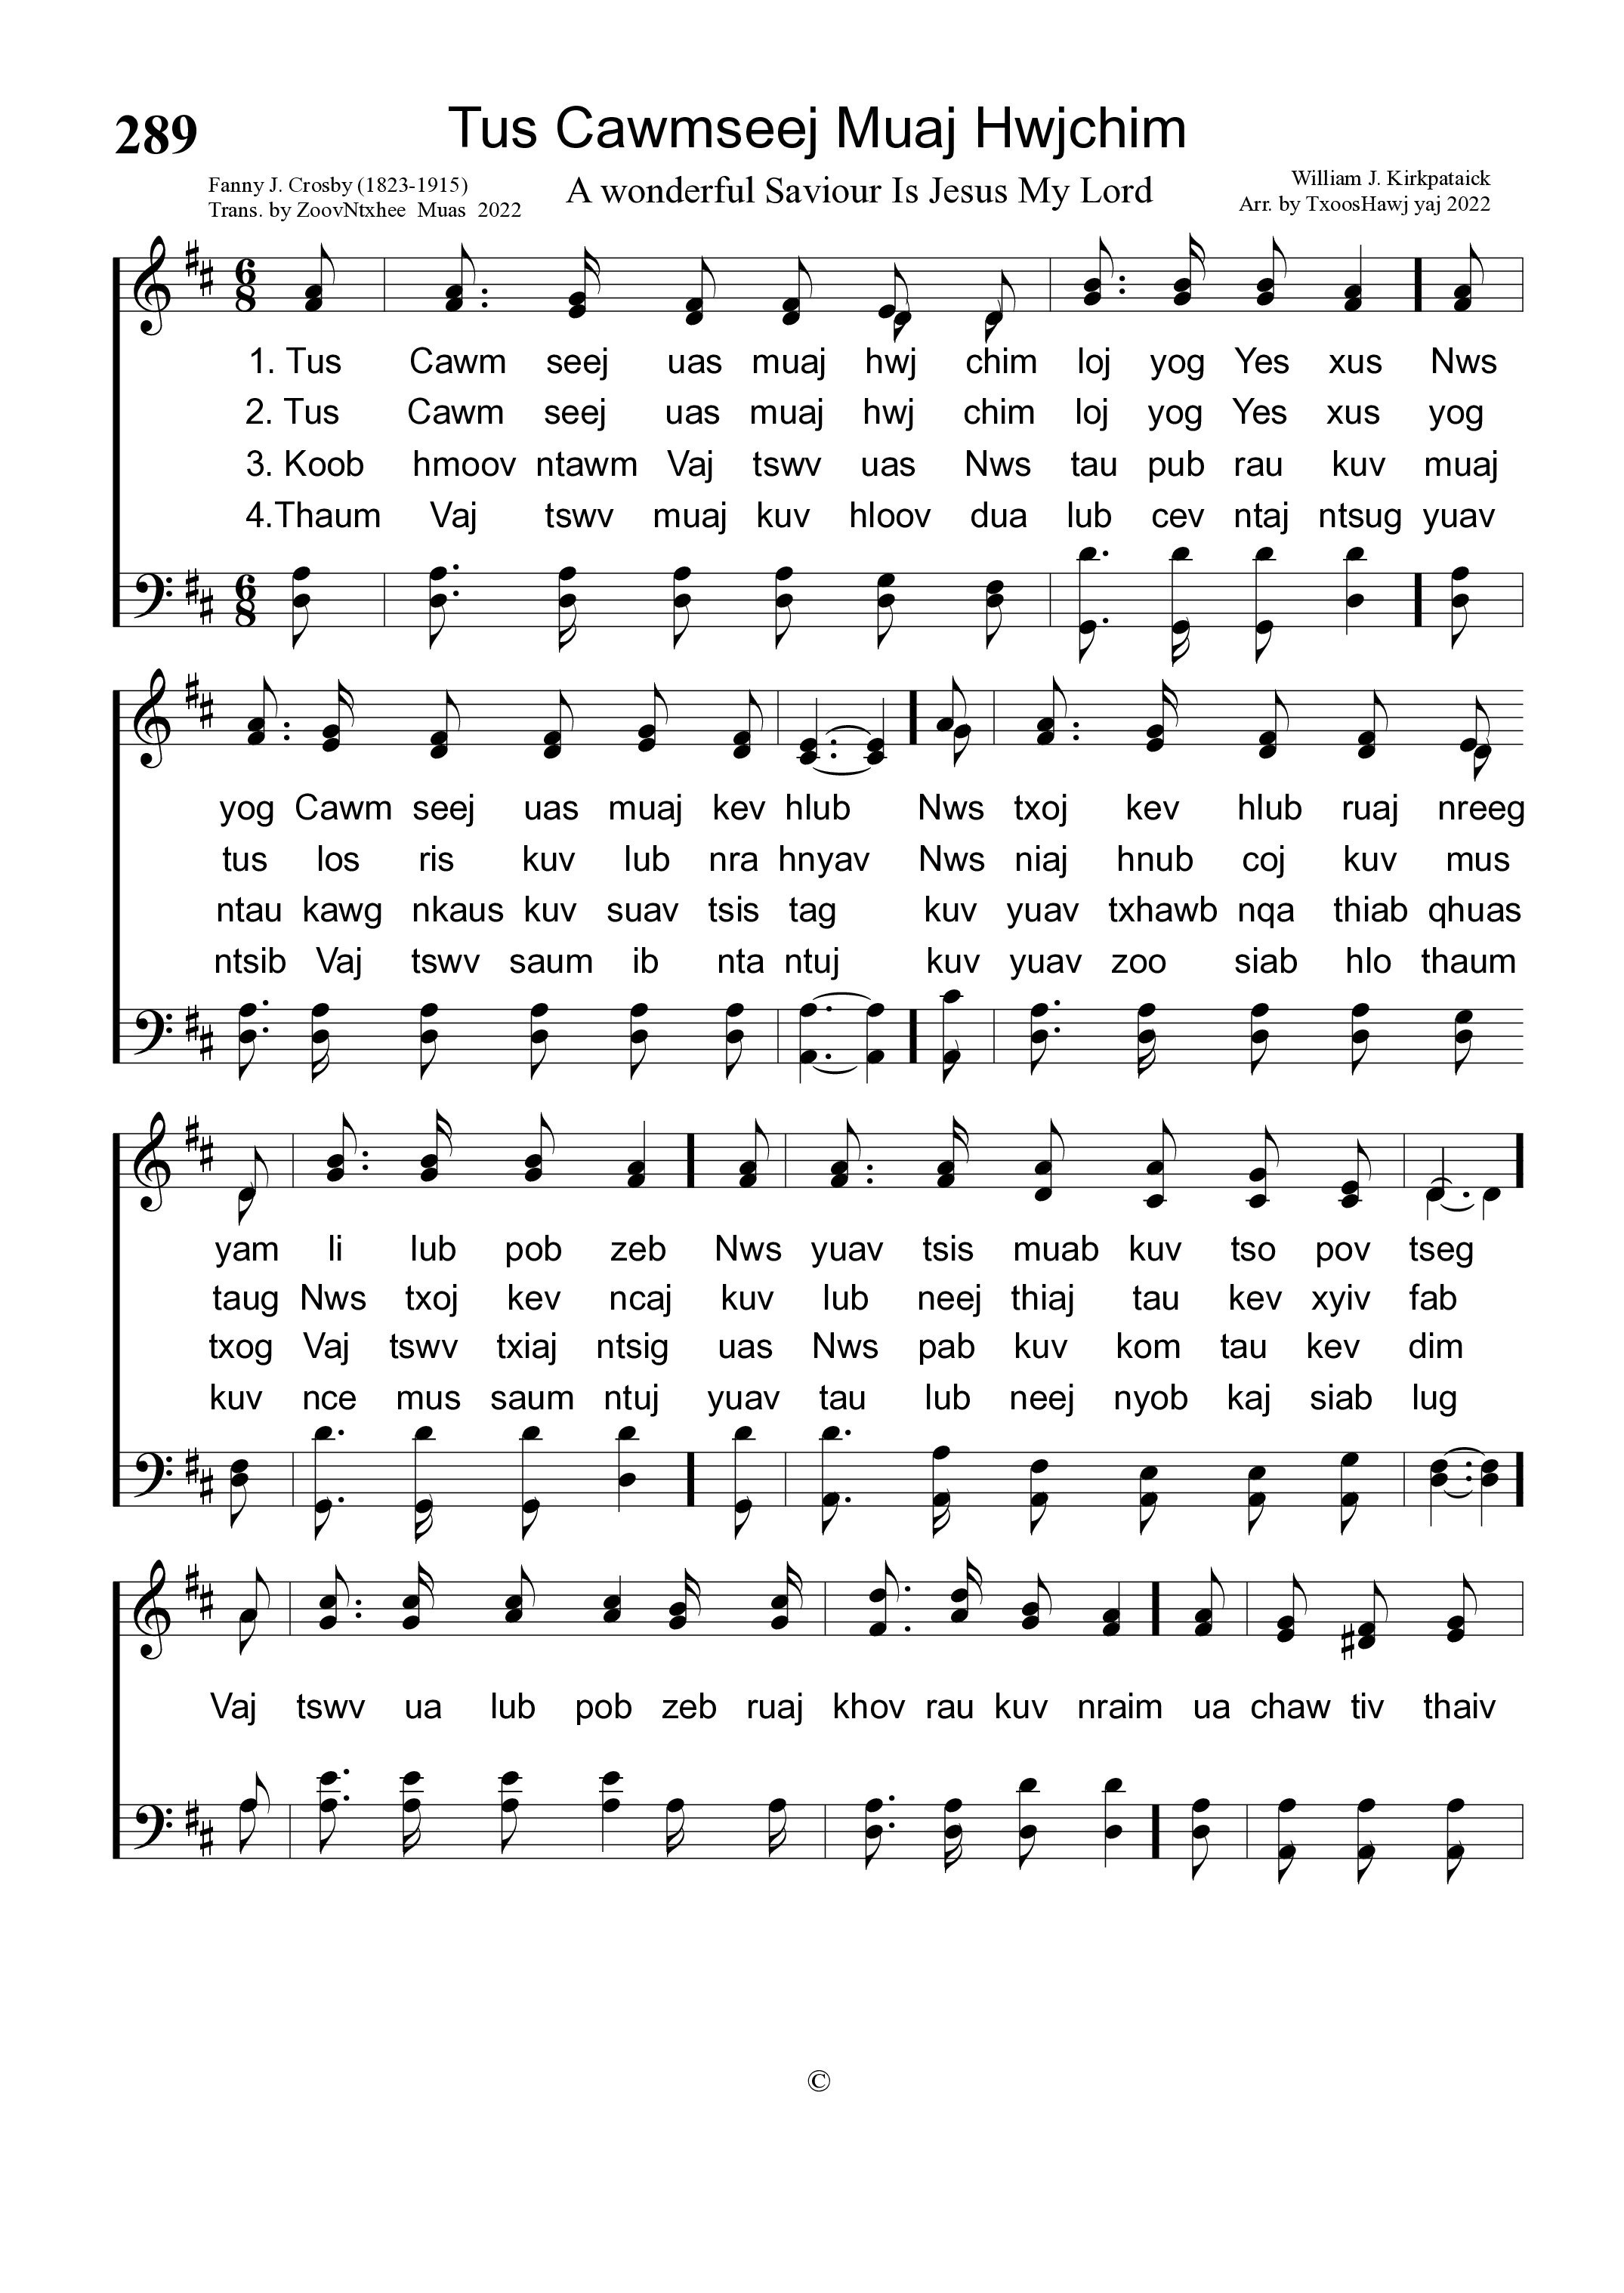 289
Tus Cawmseej Muaj Hwjchim
Fanny J. Crosby (1823-1915)
Trans. by ZoovNtxhee Muas 2022
A wonderful Saviour Is Jesus My Lord
William J. Kirkpataick
Arr. by TxoosHawj yaj 2022
1. Tus Cawm seej uas muaj hwj chim loj yog Yes xus Nws
2. Tus Cawm seej uas muaj hwj chim loj yog Yes xus yog
3. Koob hmoov ntawm Vaj tswv uas Nws tau pub rau kuv muaj
4.Thaum Vaj tswv muaj kuv hloov dua lub cev ntaj ntsug yuav
yog Cawm seej uas muaj kev hlub Nws txoj kev hlub ruaj nreeg
tus los ris kuv lub nra hnyav Nws niaj hnub coj kuv mus
ntau kawg nkaus kuv suav tsis tag kuv yuav txhawb nqa thiab qhuas
ntsib Vaj tswv saum ib nta ntuj kuv yuav zoo siab hlo thaum
yam li lub pob zeb Nws yuav tsis muab kuv tso pov tseg
taug Nws txoj kev ncaj kuv lub neej thiaj tau kev xyiv fab
txog Vaj tswv txiaj ntsig uas Nws pab kuv kom tau kev dim
kuv nce mus saum ntuj yuav tau lub neej nyob kaj siab lug
Vaj tswv ua lub pob zeb ruaj khov rau kuv nraim ua chaw tiv thaiv
©